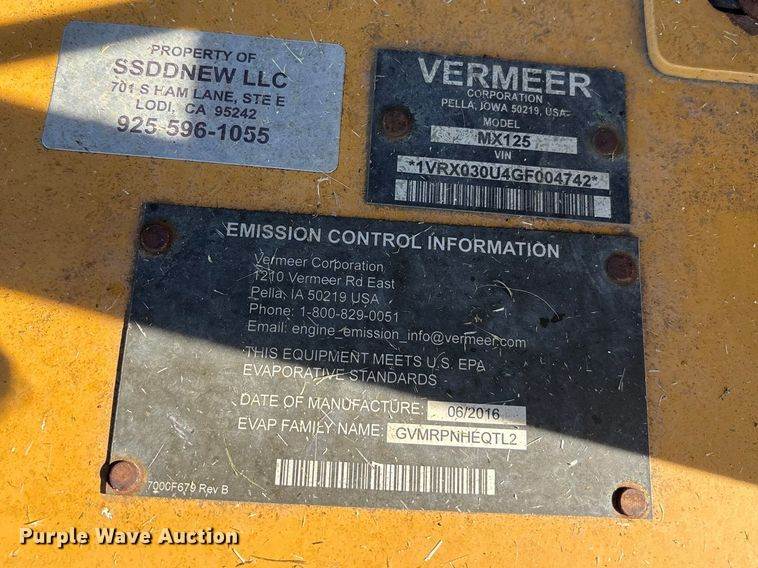 PROPERTY OF
SSDDNEW LLC
701 S HAM LANE, STE E
LODI, CA 95242
925 596-1055
VERMEER
CORPORATION
PELLA, IOWA 50219, USA
MODEL
MX125
VIN
*1VRX030U4GF004742*
EMISSION CONTROL INFORMATION
Vermeer Corporation
1210 Vermeer Rd East
Pella, IA 50219 USA
Phone: 1-800-829-0051
Email: engine_emission_info@vermeer.com
THIS EQUIPMENT MEETS U.S. EPA
EVAPORATIVE STANDARDS
DATE OF MANUFACTURE: 06/2016
EVAP FAMILY NAME: GVMRPNHEQTL2
7000F679 Rev B
Purple Wave Auction